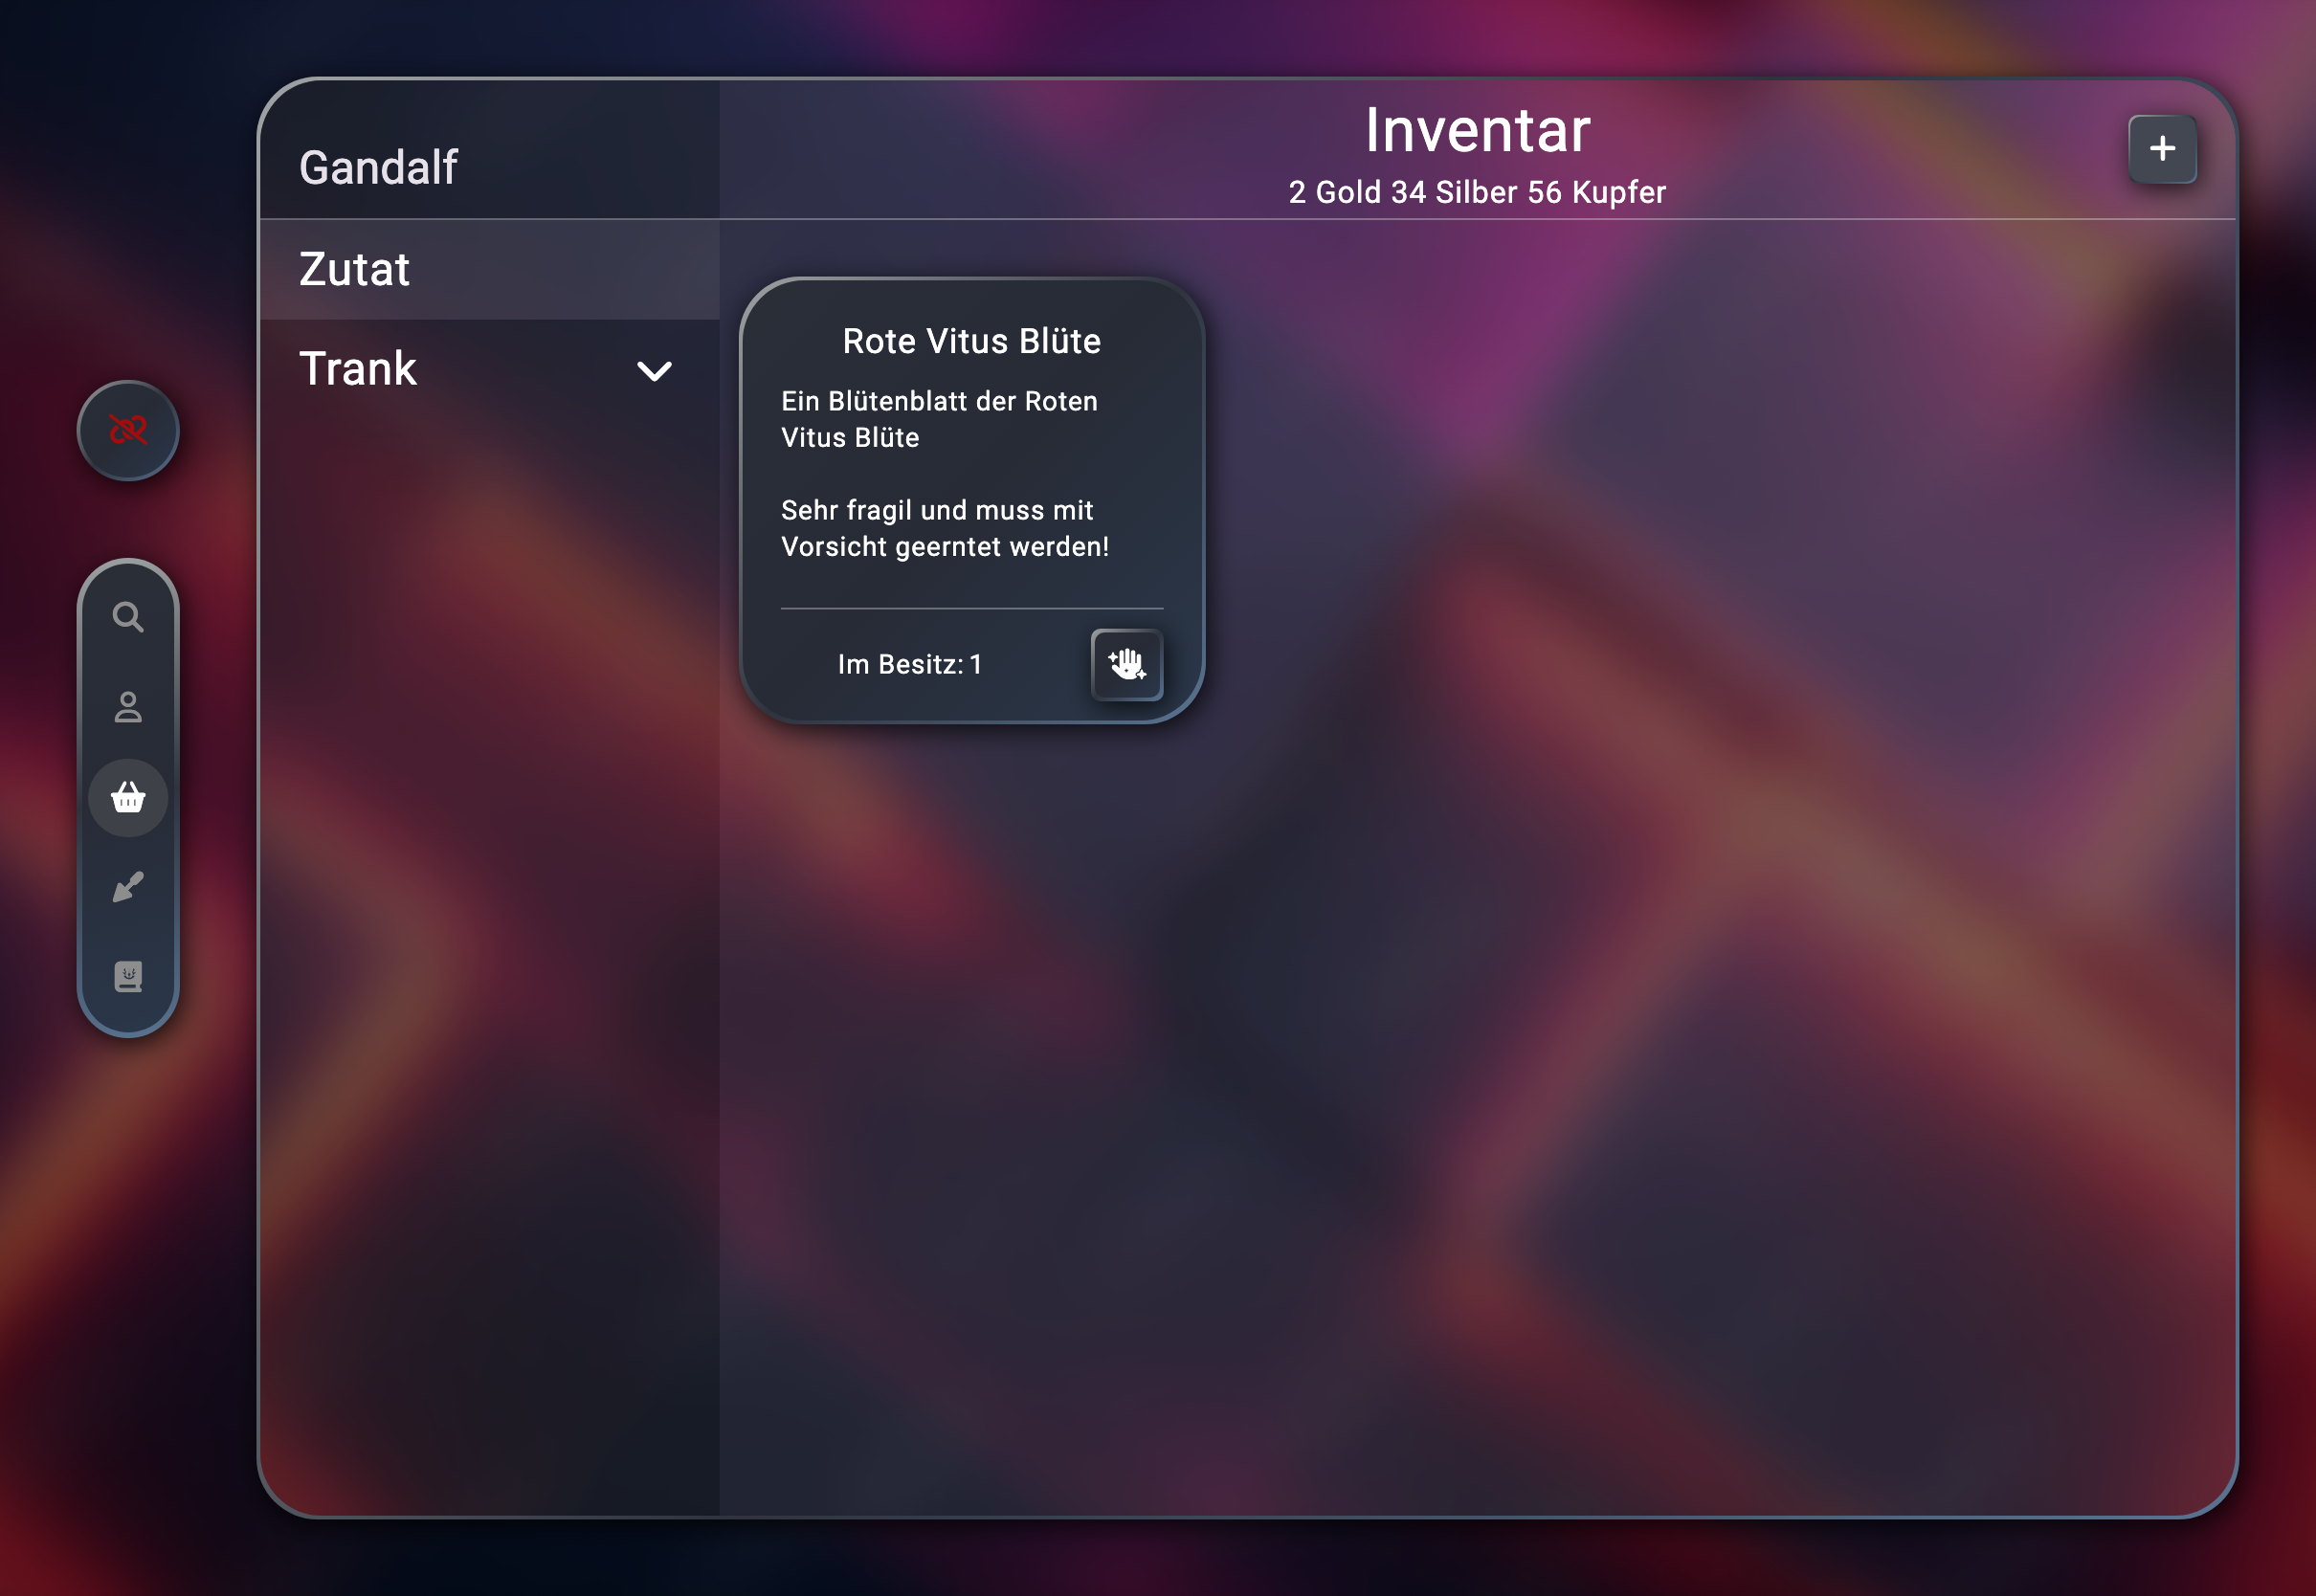 Gandalf
Inventar
2 Gold 34 Silber 56 Kupfer
Zutat
Trank
Rote Vitus Blüte
Ein Blütenblatt der Roten
Vitus Blüte
Sehr fragil und muss mit
Vorsicht geerntet werden!
Im Besitz: 1